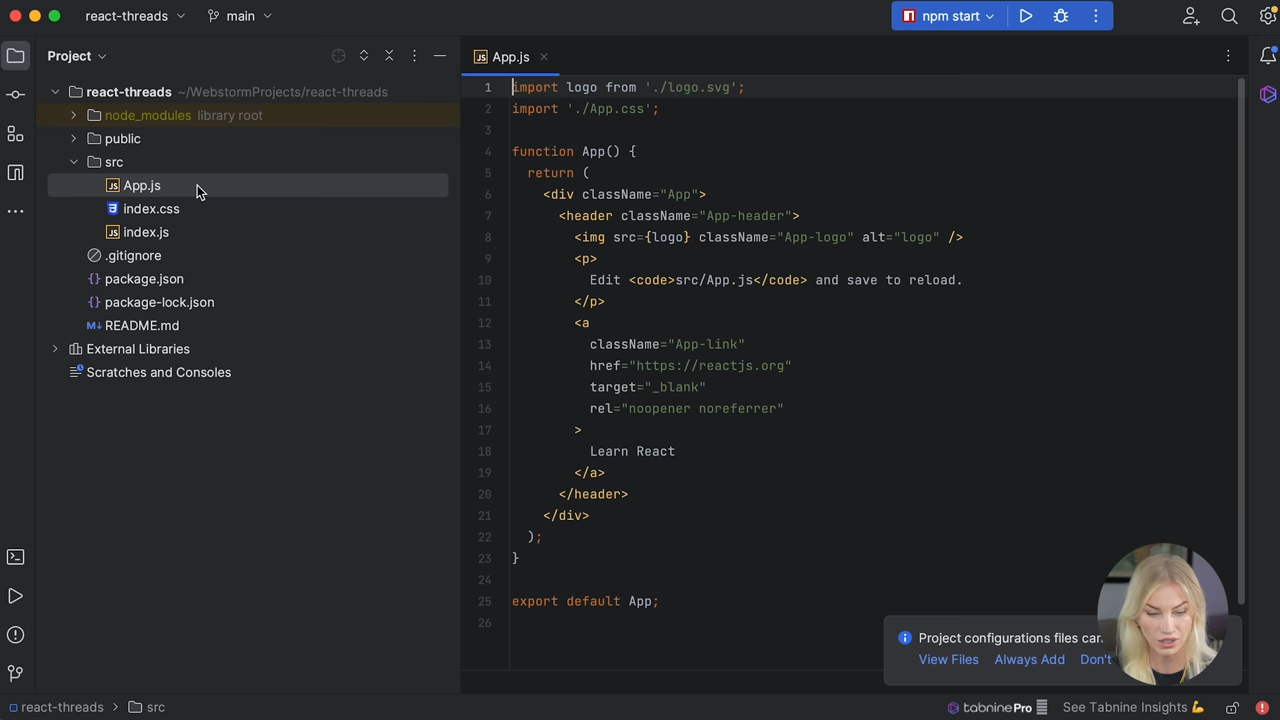 react-threads
main
npm start
Project
react-threads ~/WebstormProjects/react-threads
node_modules library root
public
src
JS App.js
index.css
JS index.js
.gitignore
{} package.json
{} package-lock.json
M↓ README.md
External Libraries
Scratches and Consoles
JS App.js
1 import logo from './logo.svg';
2 import './App.css';
3
4 function App() {
5 return (
6 <div className="App">
7 <header className="App-header">
8 <img src={logo} className="App-logo" alt="logo" />
9 <p>
10 Edit <code>src/App.js</code> and save to reload.
11 </p>
12 <a
13 className="App-link"
14 href="https://reactjs.org"
15 target="_blank"
16 rel="noopener noreferrer"
17 >
18 Learn React
19 </a>
20 </header>
21 </div>
22 );
23 }
24
25 export default App;
26
Project configurations files can
View Files Always Add Don't
react-threads > src
tabnine Pro See Tabnine Insights 💪